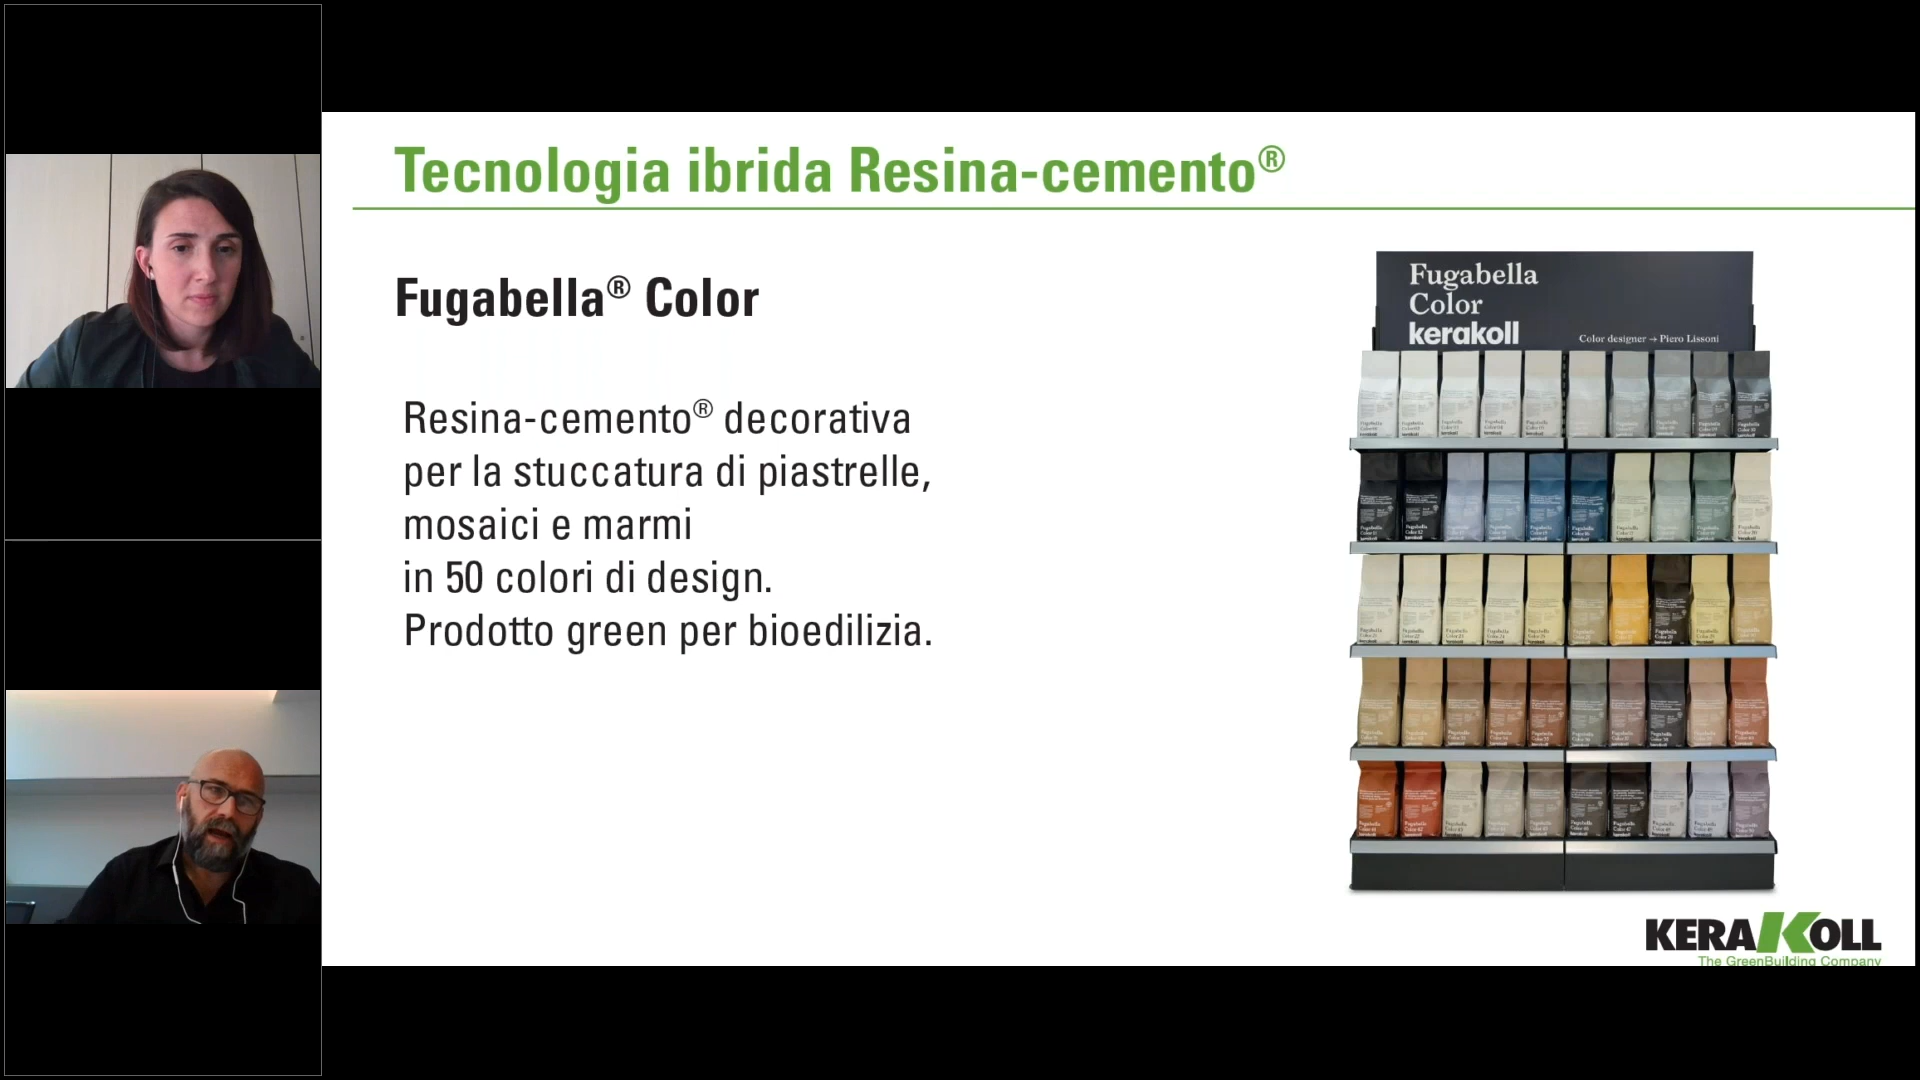 Tecnologia ibrida Resina-cemento®
Fugabella® Color
Resina-cemento® decorativa
per la stuccatura di piastrelle,
mosaici e marmi
in 50 colori di design.
Prodotto green per bioedilizia.
Fugabella
Color
kerakoll
Color designer → Piero Lissoni
KERAKOLL
The GreenBuilding Company